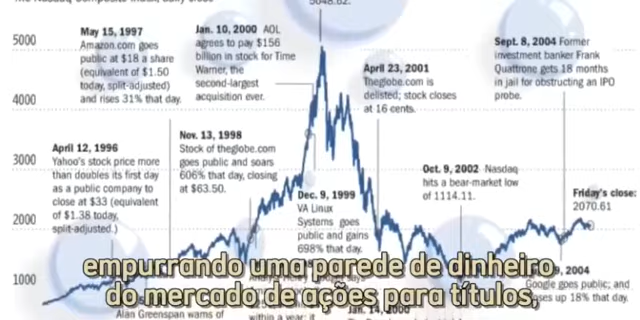 The Nasdaq Composite Index, daily close
5048.62.
5000
4000
3000
2000
1000
May 15, 1997
Amazon.com goes
public at $18 a share
(equivalent of $1.50
today, split-adjusted)
and rises 31% that day.
Jan. 10, 2000 AOL
agrees to pay $156
billion in stock for Time
Warner, the
second-largest
acquisition ever.
April 23, 2001
Theglobe.com is
delisted; stock closes
at 16 cents.
Sept. 8, 2004 Former
investment banker Frank
Quattrone gets 18 months
in jail for obstructing an IPO
probe.
April 12, 1996
Yahoo's stock price more
than doubles its first day
as a public company to
close at $33 (equivalent
of $1.38 today,
split-adjusted.)
Nov. 13, 1998
Stock of theglobe.com
goes public and soars
606% that day, closing
at $63.50.
Dec. 9, 1999
VA Linux
Systems goes
public and gains
698% that day.
Oct. 9, 2002 Nasdaq
hits a bear-market low
of 1114.11.
Friday's close:
2070.61
9, 2004
Google goes public; and
up 18% that day.
Alan Greenspan warns of
within a year: it
Jan. 14, 2000
empurrando uma parede de dinheiro
do mercado de ações para títulos,